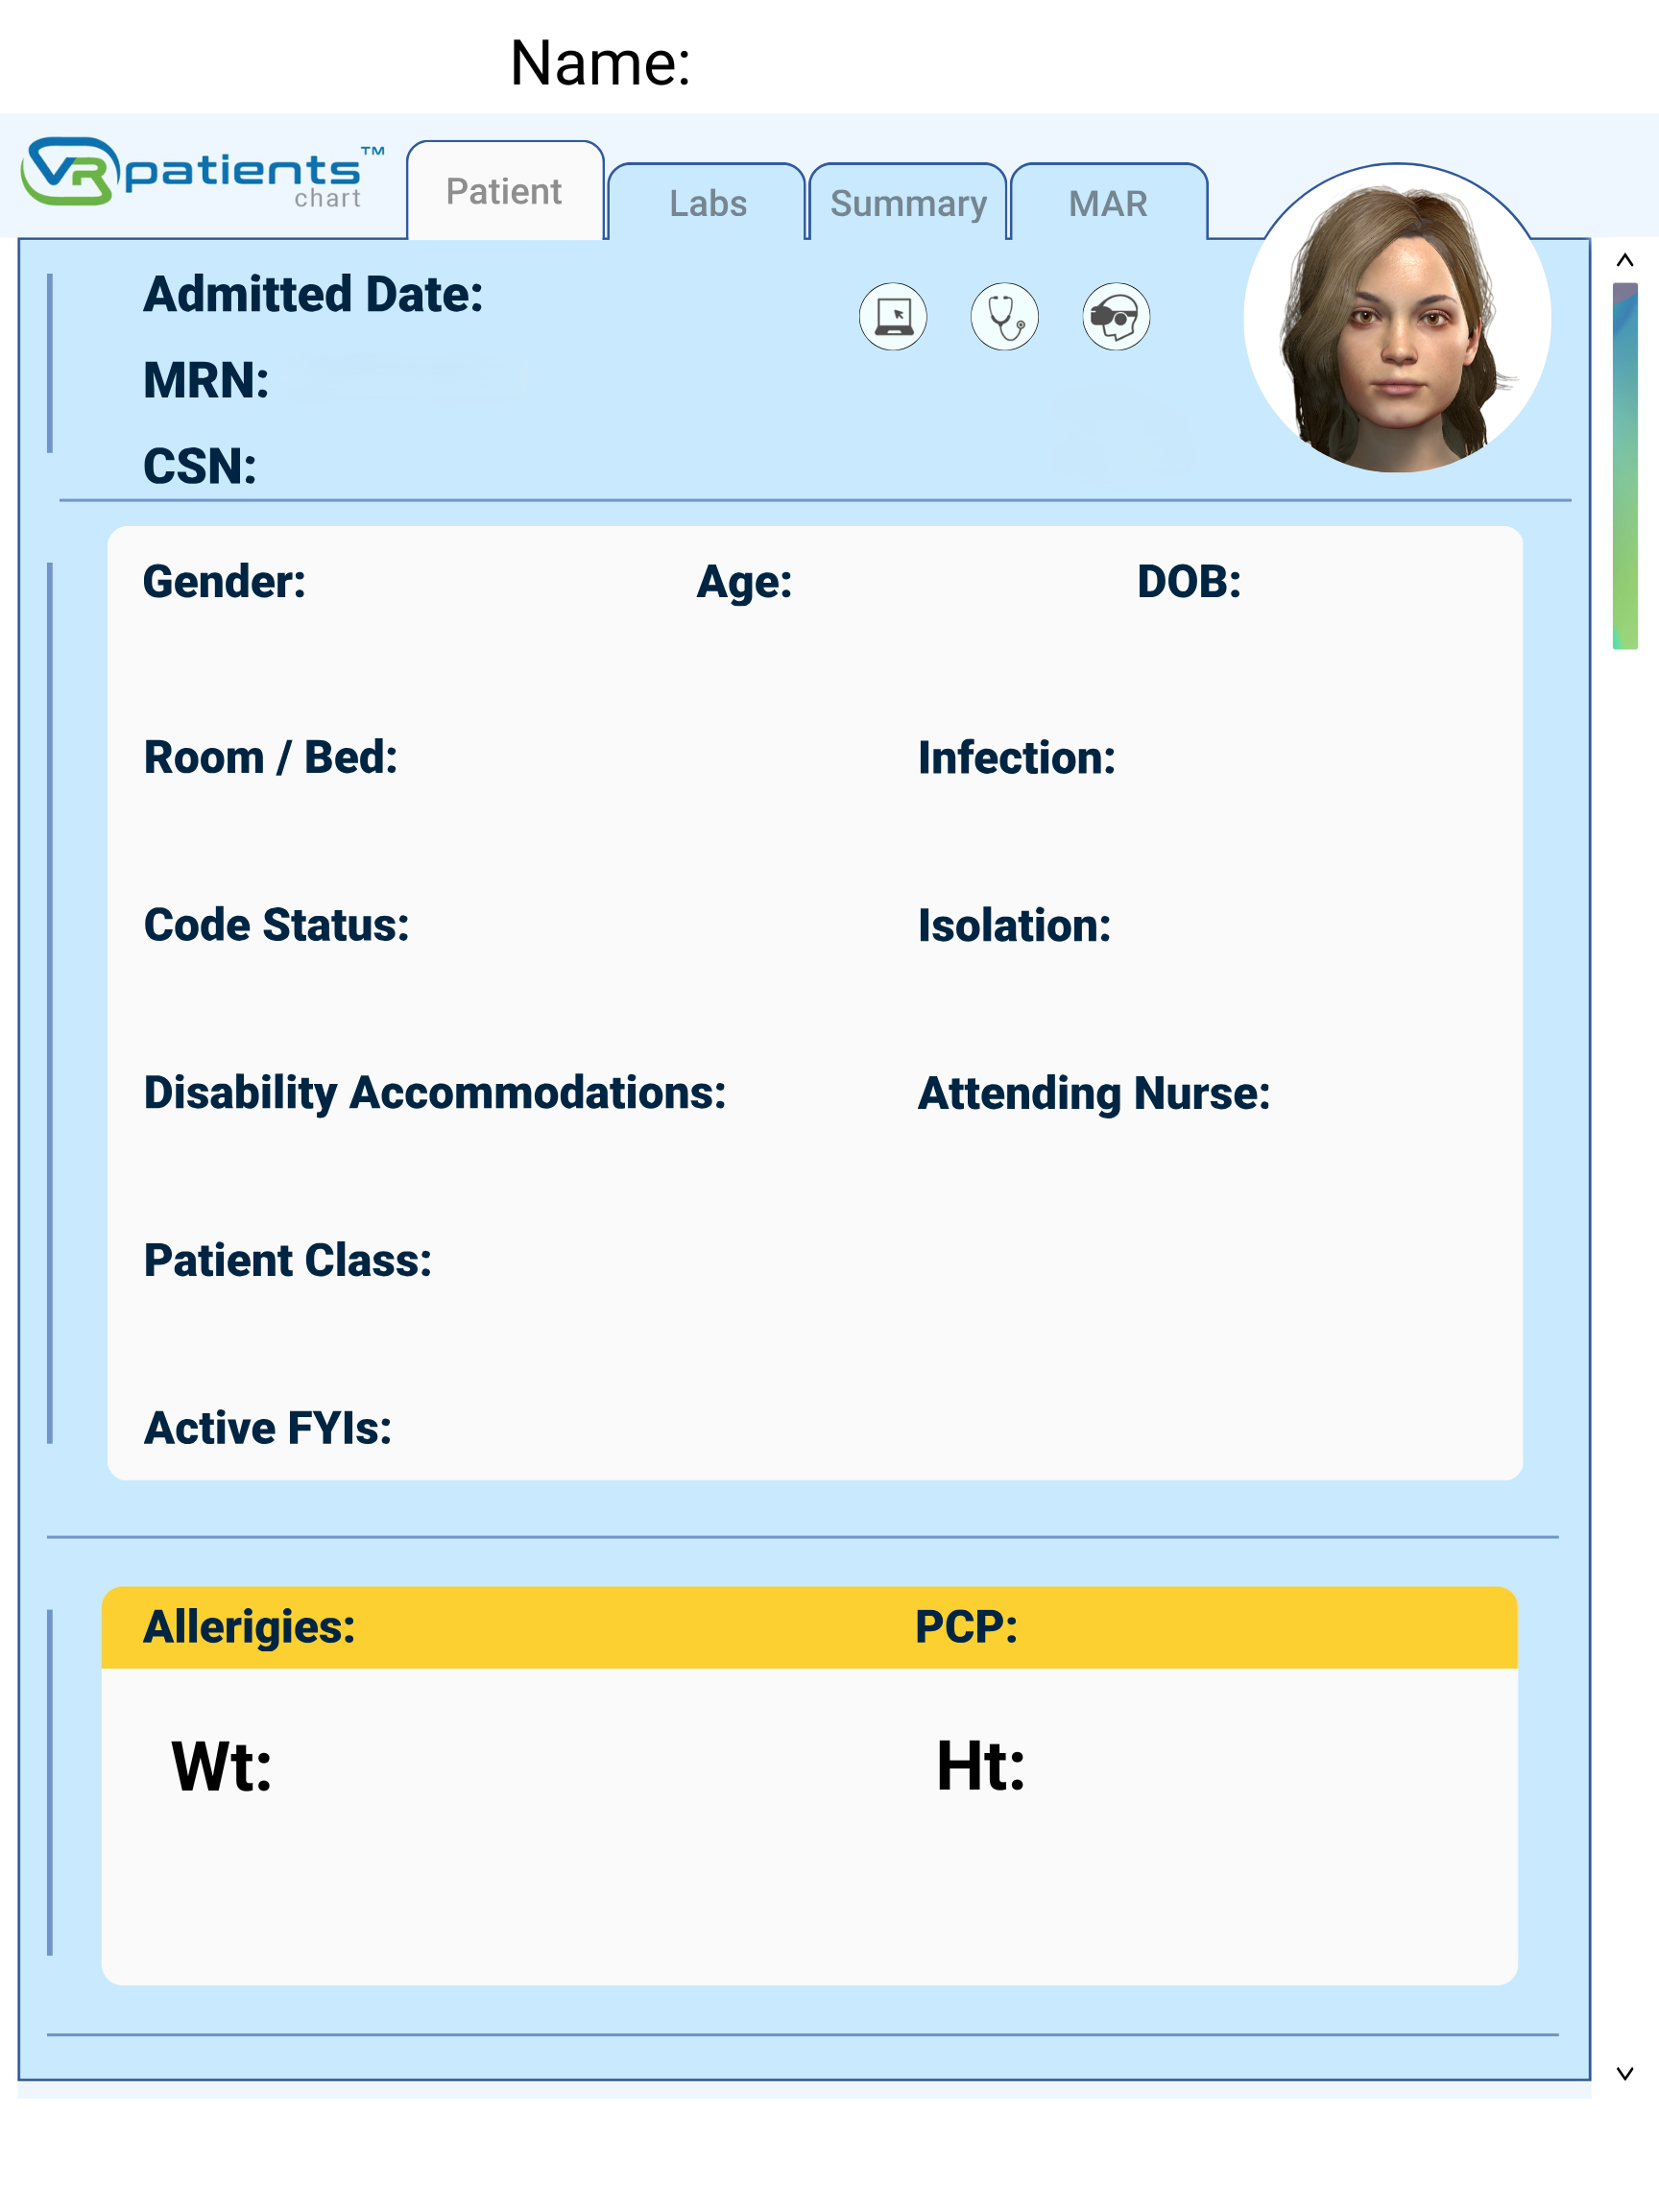 Name:
VRpatients™
chart
Patient
Labs
Summary
MAR
Admitted Date:
MRN:
CSN:
Gender: Age: DOB:
Room / Bed: Infection:
Code Status: Isolation:
Disability Accommodations: Attending Nurse:
Patient Class:
Active FYIs:
Allerigies: PCP:
Wt: Ht: